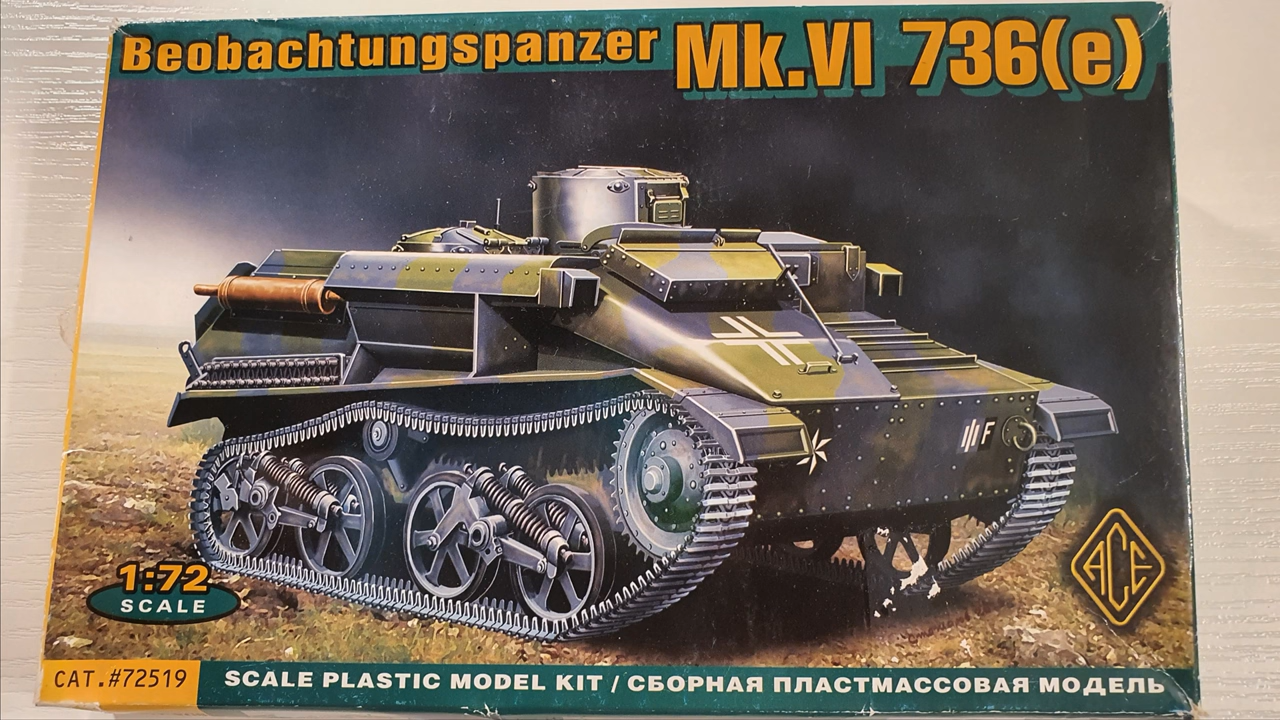 Beobachtungspanzer Mk.VI 736(e)
F
ACE
1:72
SCALE
CAT.#72519
SCALE PLASTIC MODEL KIT / СБОРНАЯ ПЛАСТМАССОВАЯ МОДЕЛЬ